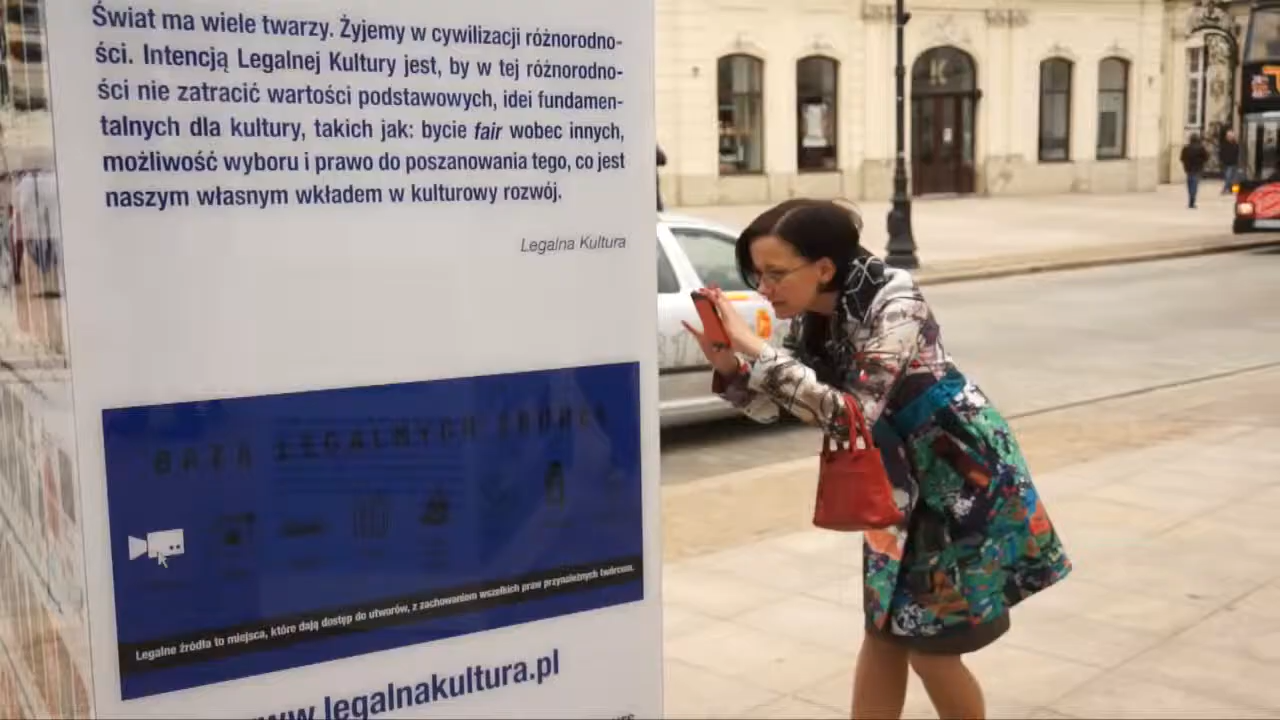 Świat ma wiele twarzy. Żyjemy w cywilizacji różnorodno-
ści. Intencją Legalnej Kultury jest, by w tej różnorodno-
ści nie zatracić wartości podstawowych, idei fundamen-
talnych dla kultury, takich jak: bycie fair wobec innych,
możliwość wyboru i prawo do poszanowania tego, co jest
naszym własnym wkładem w kulturowy rozwój.
Legalna Kultura
BAZA LEGALNYCH ŹRÓDEŁ
Legalne źródła to miejsca, które dają dostęp do utworów, z zachowaniem wszelkich praw przynależnych twórcom.
www.legalnakultura.pl
K